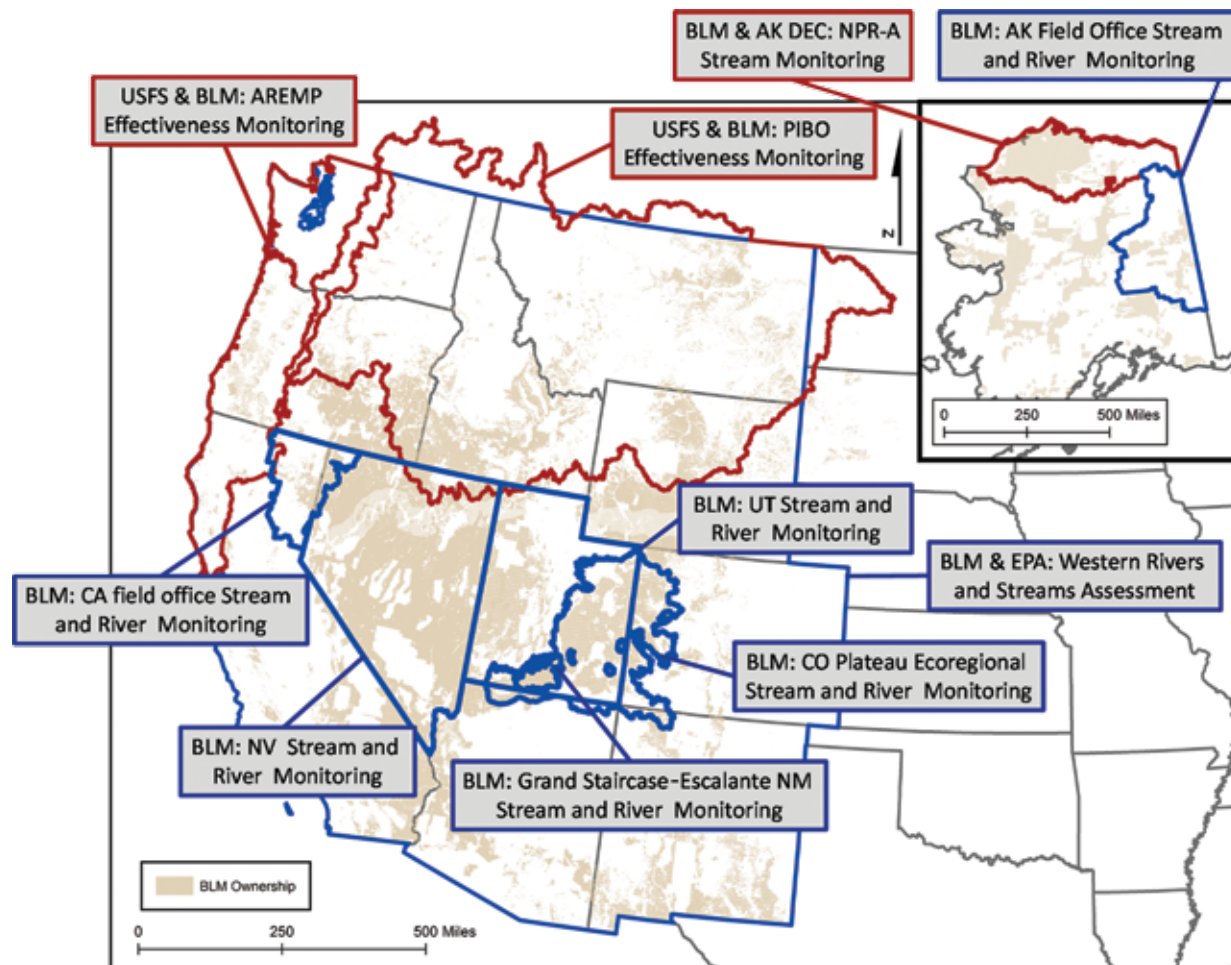 BLM & AK DEC: NPR-A
Stream Monitoring
BLM: AK Field Office Stream
and River Monitoring
USFS & BLM: AREMP
Effectiveness Monitoring
USFS & BLM: PIBO
Effectiveness Monitoring
N
0 250 500 Miles
BLM: UT Stream and
River Monitoring
BLM & EPA: Western Rivers
and Streams Assessment
BLM: CA field office Stream
and River Monitoring
BLM: CO Plateau Ecoregional
Stream and River Monitoring
BLM: NV Stream and
River Monitoring
BLM: Grand Staircase-Escalante NM
Stream and River Monitoring
BLM Ownership
0 250 500 Miles